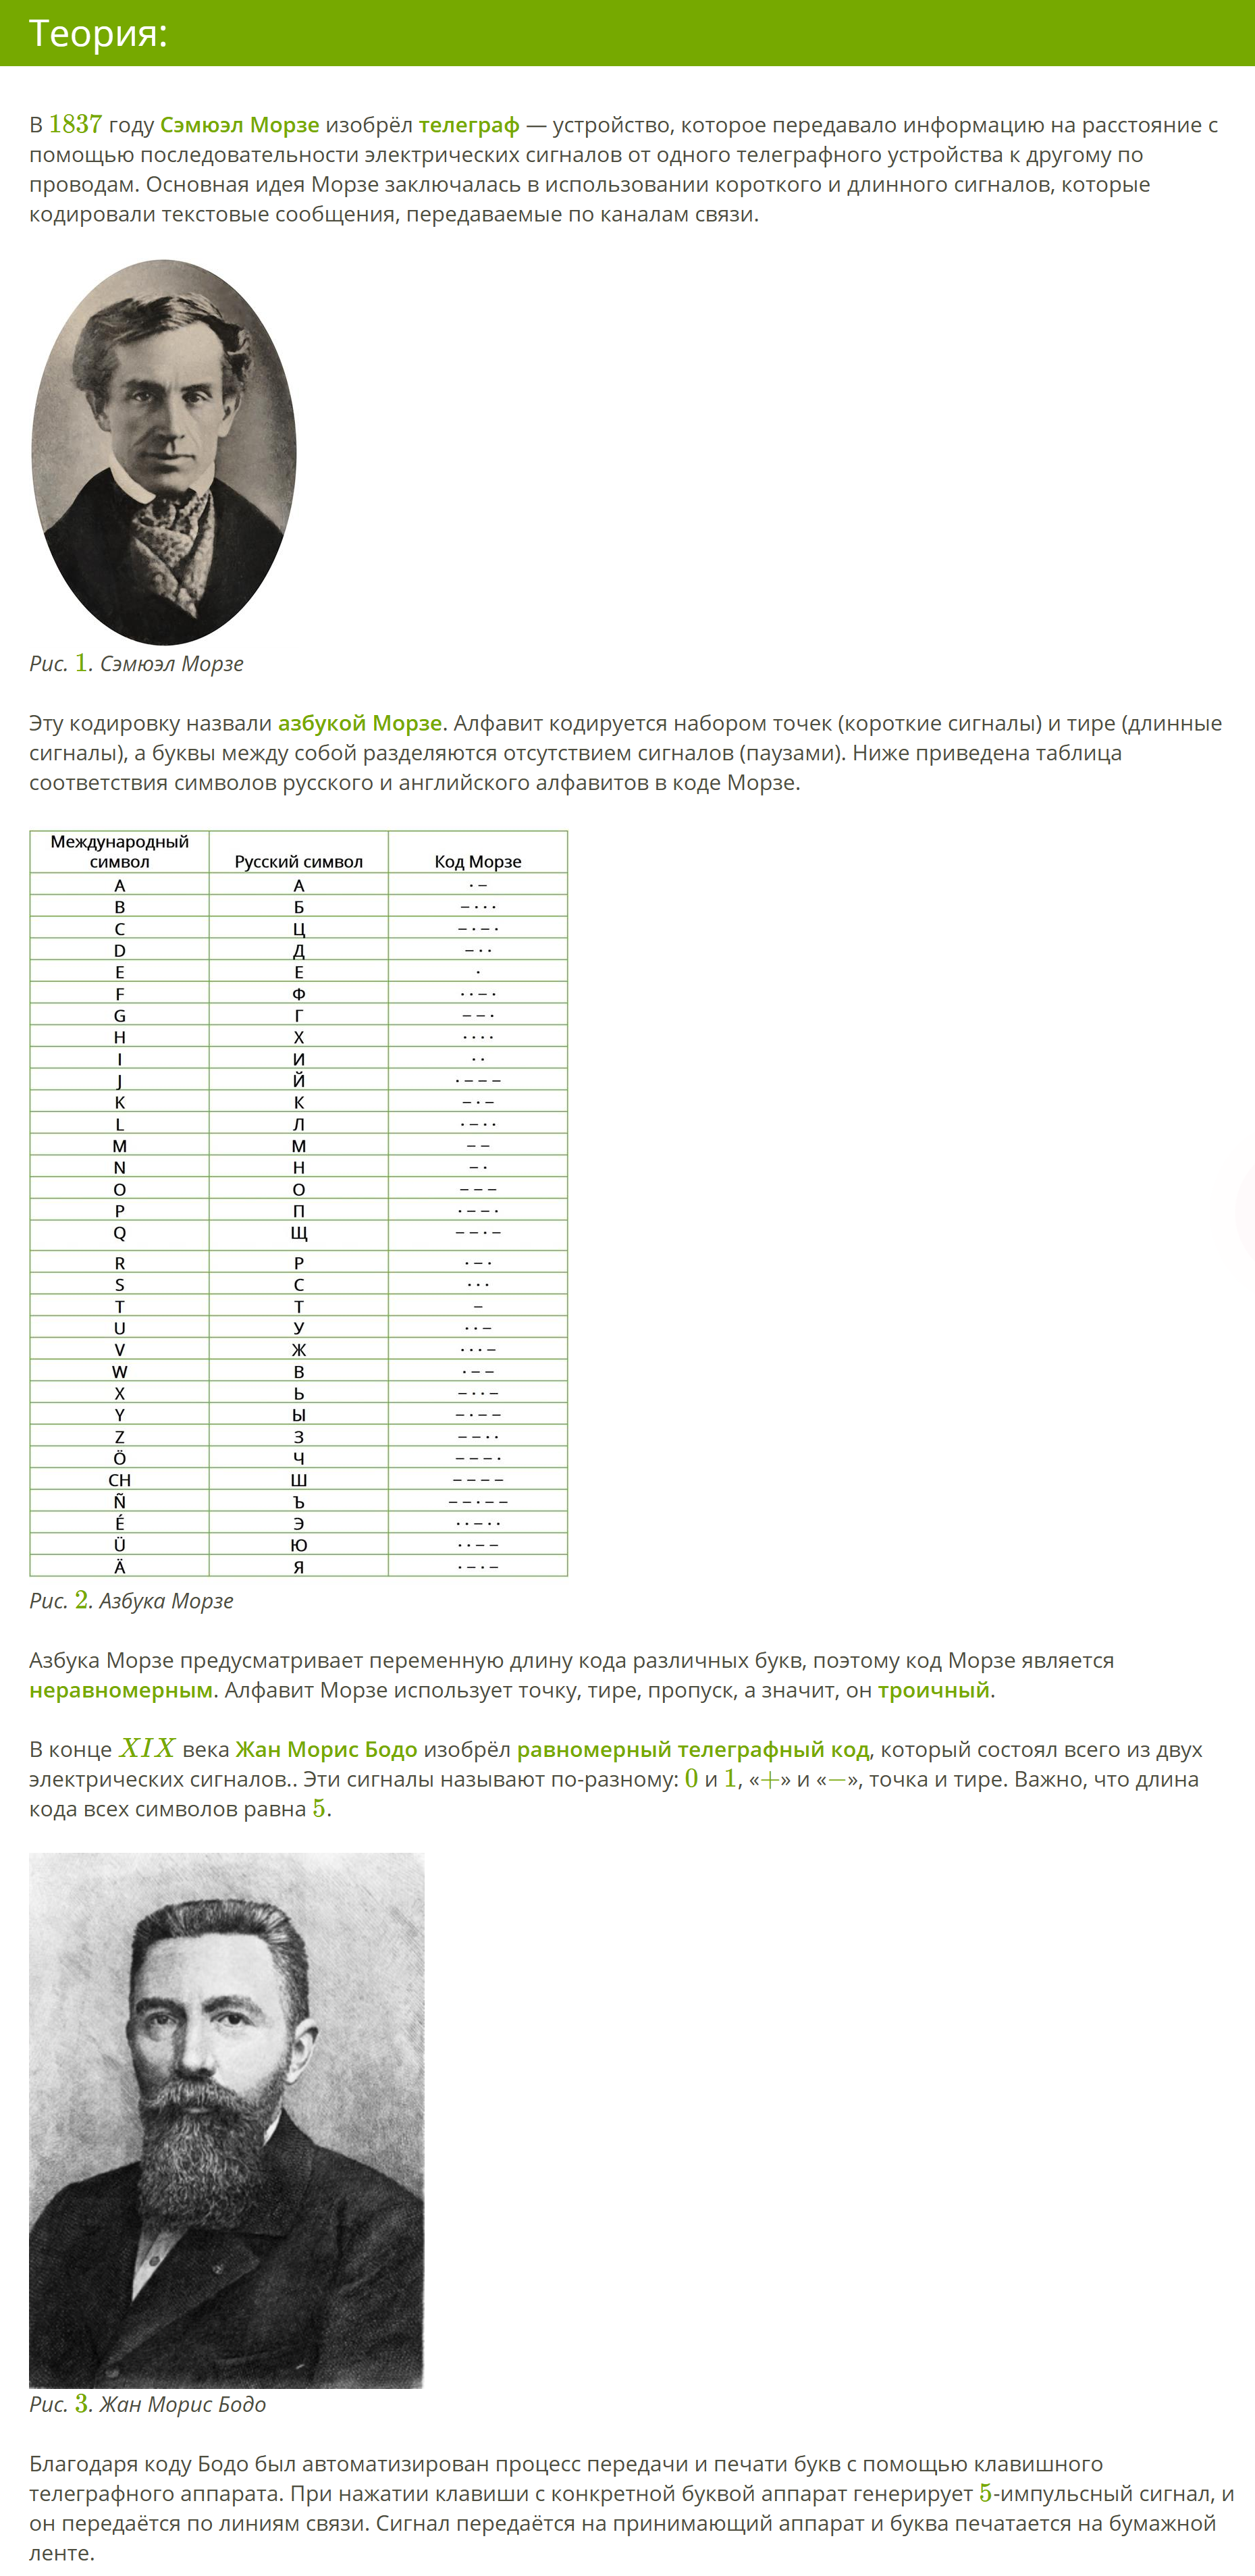 Теория:
В 1837 году Сэмюэл Морзе изобрёл телеграф — устройство, которое передавало информацию на расстояние с
помощью последовательности электрических сигналов от одного телеграфного устройства к другому по
проводам. Основная идея Морзе заключалась в использовании короткого и длинного сигналов, которые
кодировали текстовые сообщения, передаваемые по каналам связи.
Рис. 1. Сэмюэл Морзе
Эту кодировку назвали азбукой Морзе. Алфавит кодируется набором точек (короткие сигналы) и тире (длинные
сигналы), а буквы между собой разделяются отсутствием сигналов (паузами). Ниже приведена таблица
соответствия символов русского и английского алфавитов в коде Морзе.
Международный
символ Русский символ Код Морзе
A А · –
B Б – · · ·
C Ц – · – ·
D Д – · ·
E Е ·
F Ф · · – ·
G Г – – ·
H Х · · · ·
I И · ·
J Й · – – –
K К – · –
L Л · – · ·
M М – –
N Н – ·
O О – – –
P П · – – ·
Q Щ – – · –
R Р · – ·
S С · · ·
T Т –
U У · · –
V Ж · · · –
W В · – –
X Ь – · · –
Y Ы – · – –
Z З – – · ·
Ö Ч – – – ·
CH Ш – – – –
Ñ Ъ – – · – –
É Э · · – · ·
Ü Ю · · – –
Ä Я · – · –
Рис. 2. Азбука Морзе
Азбука Морзе предусматривает переменную длину кода различных букв, поэтому код Морзе является
неравномерным. Алфавит Морзе использует точку, тире, пропуск, а значит, он троичный.
В конце XIX века Жан Морис Бодо изобрёл равномерный телеграфный код, который состоял всего из двух
электрических сигналов.. Эти сигналы называют по-разному: 0 и 1, «+» и «−», точка и тире. Важно, что длина
кода всех символов равна 5.
Рис. 3. Жан Морис Бодо
Благодаря коду Бодо был автоматизирован процесс передачи и печати букв с помощью клавишного
телеграфного аппарата. При нажатии клавиши с конкретной буквой аппарат генерирует 5-импульсный сигнал, и
он передаётся по линиям связи. Сигнал передаётся на принимающий аппарат и буква печатается на бумажной
ленте.